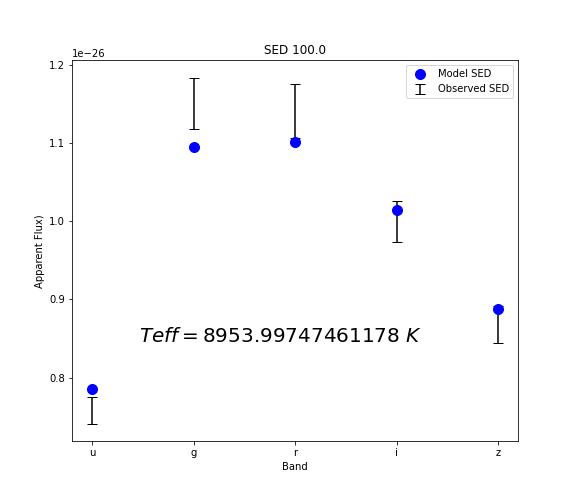 SED 100.0
1e−26
Model SED
Observed SED
1.2
1.1
1.0
0.9
0.8
Apparent Flux)
Teff = 8953.99747461178 K
u g r i z
Band